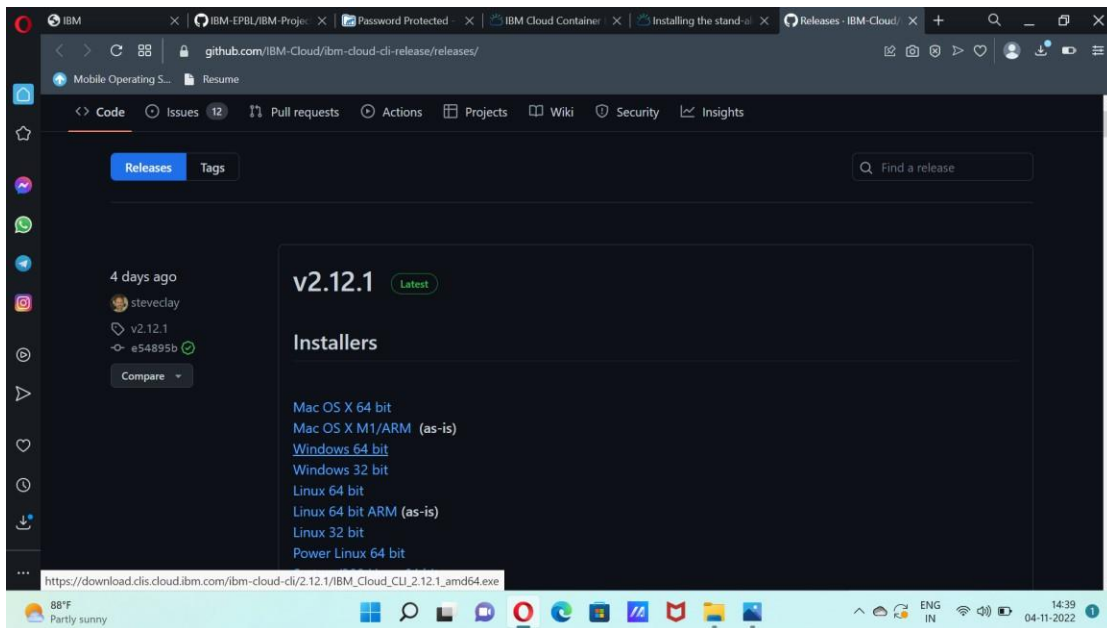 IBM
IBM-EPBL/IBM-Projec
Password Protected -
IBM Cloud Container
Installing the stand-al
Releases · IBM-Cloud/
github.com/IBM-Cloud/ibm-cloud-cli-release/releases/
Mobile Operating S...
Resume
Code
Issues 12
Pull requests
Actions
Projects
Wiki
Security
Insights
Releases
Tags
Find a release
4 days ago
steveclay
v2.12.1
e54895b
Compare
v2.12.1 Latest
Installers
Mac OS X 64 bit
Mac OS X M1/ARM (as-is)
Windows 64 bit
Windows 32 bit
Linux 64 bit
Linux 64 bit ARM (as-is)
Linux 32 bit
Power Linux 64 bit
https://download.clis.cloud.ibm.com/ibm-cloud-cli/2.12.1/IBM_Cloud_CLI_2.12.1_amd64.exe
88°F
Partly sunny
ENG
IN
14:39
04-11-2022
1